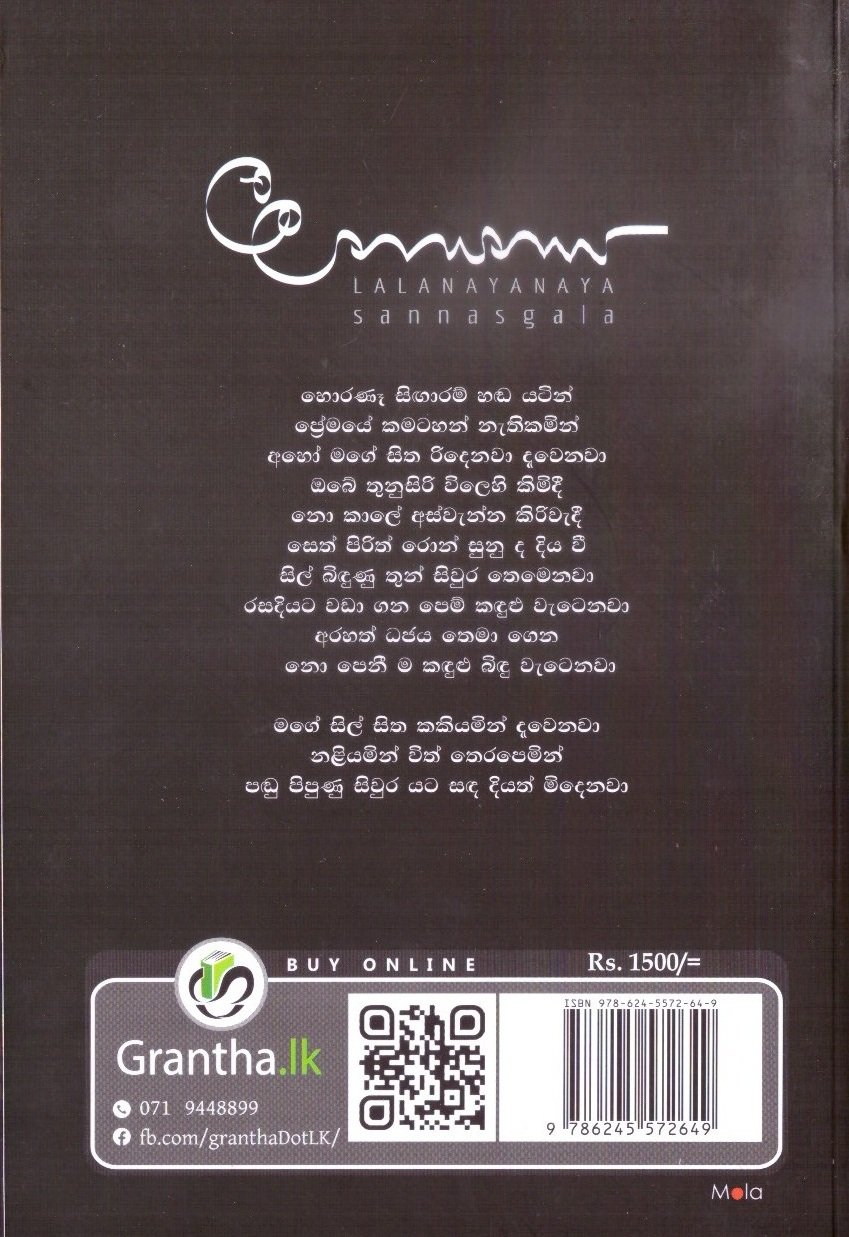 ලලනයනය
LALANAYANAYA
sannasgala
හොරණෑ සිඟාරම් හඬ යටින්
ප්‍රේමයේ කමටහන් නැතිකමින්
අහෝ මගේ සිත රිදෙනවා දැවෙනවා
ඔබේ තුනුසිරි විලෙහි කිමිදී
නො කාලේ අස්වැන්න කිරිවැදී
සෙත් පිරිත් රොන් සුනු ද දිය වී
සිල් බිඳුණු තුන් සිවුර තෙමෙනවා
රසදියට වඩා ගන පෙම් කඳුළු වැටෙනවා
අරහත් ධජය තෙමා ගෙන
නො පෙනී ම කඳුළු බිඳු වැටෙනවා
මගේ සිල් සිත කකියමින් දැවෙනවා
නළියමින් විත් තෙරපෙමින්
පඬු පිපුණු සිවුර යට සඳ දියත් මිදෙනවා
BUY ONLINE
Rs. 1500/=
Grantha.lk
071 9448899
fb.com/granthaDotLK/
ISBN 978-624-5572-64-9
9 786245 572649
Mola